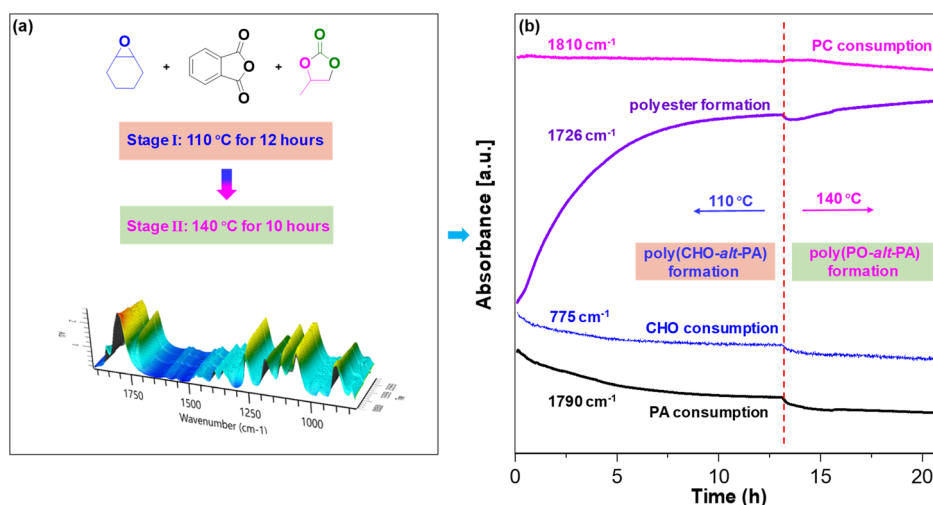 (a)
O
+
O
O
O
+
O
O
O
Stage I: 110 °C for 12 hours
Stage II: 140 °C for 10 hours
1750
1500
1250
1000
Wavenumber (cm-1)
(b)
1810 cm-1
PC consumption
polyester formation
1726 cm-1
110 °C
140 °C
poly(CHO-alt-PA)
formation
poly(PO-alt-PA)
formation
775 cm-1
CHO consumption
1790 cm-1
PA consumption
Absorbance [a.u.]
0
5
10
15
20
Time (h)